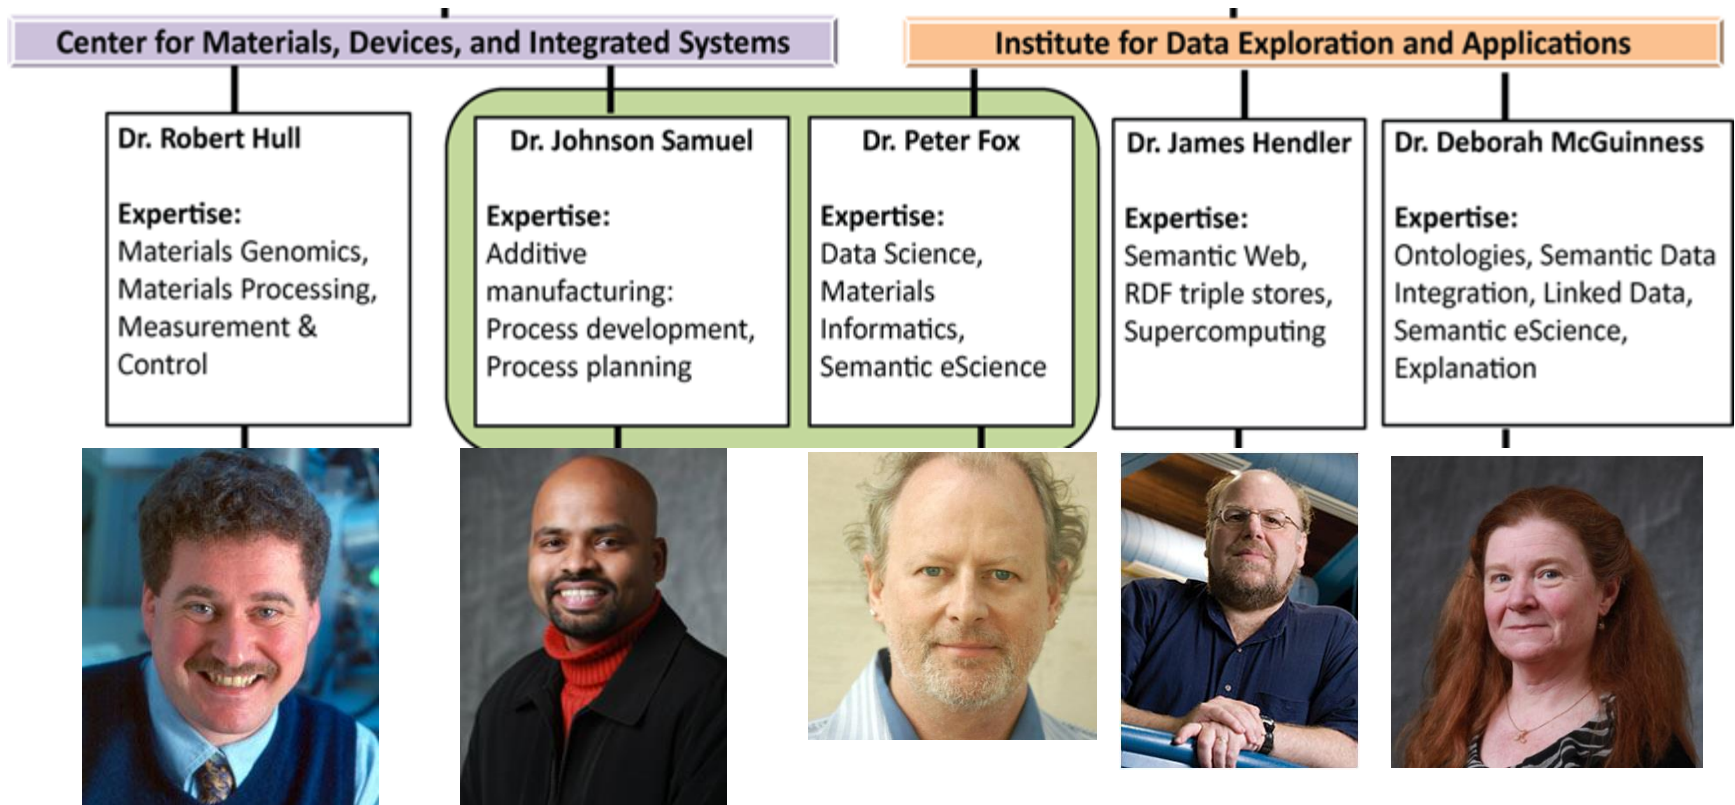 Center for Materials, Devices, and Integrated Systems
Institute for Data Exploration and Applications
Dr. Robert Hull
Expertise:
Materials Genomics,
Materials Processing,
Measurement &
Control
Dr. Johnson Samuel
Expertise:
Additive
manufacturing:
Process development,
Process planning
Dr. Peter Fox
Expertise:
Data Science,
Materials
Informatics,
Semantic eScience
Dr. James Hendler
Expertise:
Semantic Web,
RDF triple stores,
Supercomputing
Dr. Deborah McGuinness
Expertise:
Ontologies, Semantic Data
Integration, Linked Data,
Semantic eScience,
Explanation